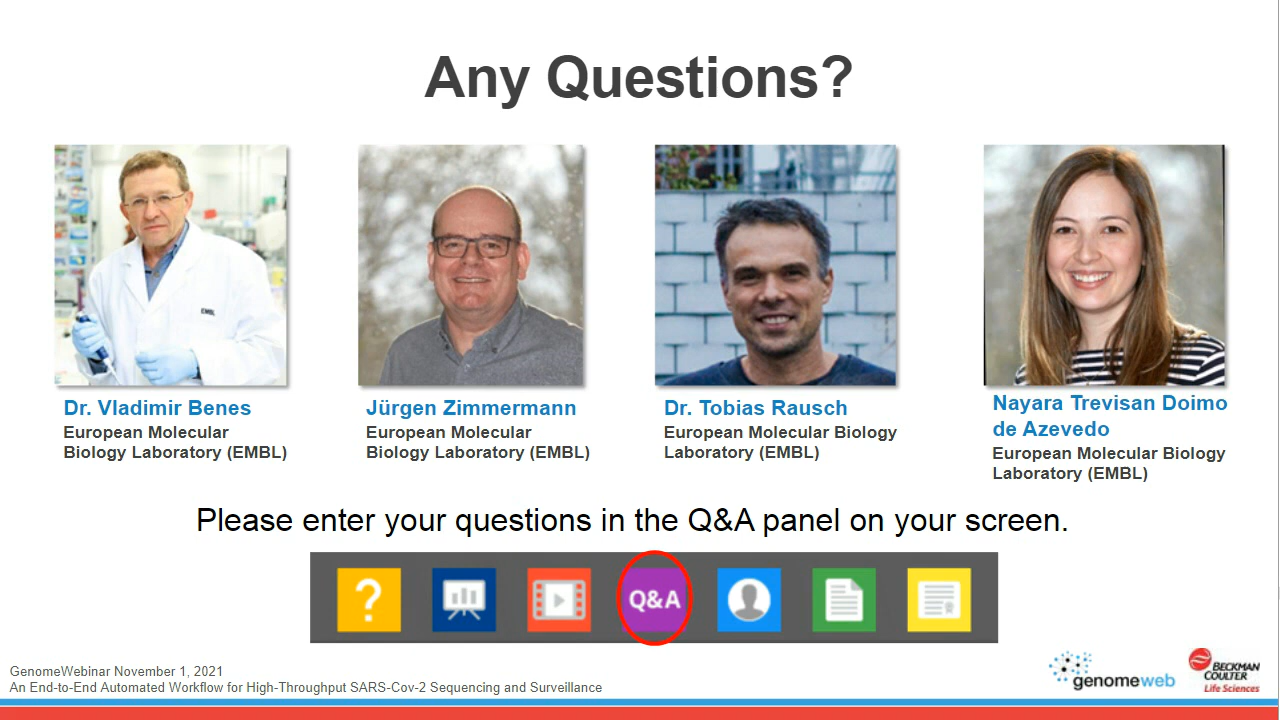 Any Questions?
EMBL
Dr. Vladimir Benes
European Molecular
Biology Laboratory (EMBL)
Jürgen Zimmermann
European Molecular
Biology Laboratory (EMBL)
Dr. Tobias Rausch
European Molecular Biology
Laboratory (EMBL)
Nayara Trevisan Doimo
de Azevedo
European Molecular Biology
Laboratory (EMBL)
Please enter your questions in the Q&A panel on your screen.
?
Q&A
GenomeWebinar November 1, 2021
An End-to-End Automated Workflow for High-Throughput SARS-Cov-2 Sequencing and Surveillance
genomeweb
BECKMAN
COULTER
Life Sciences